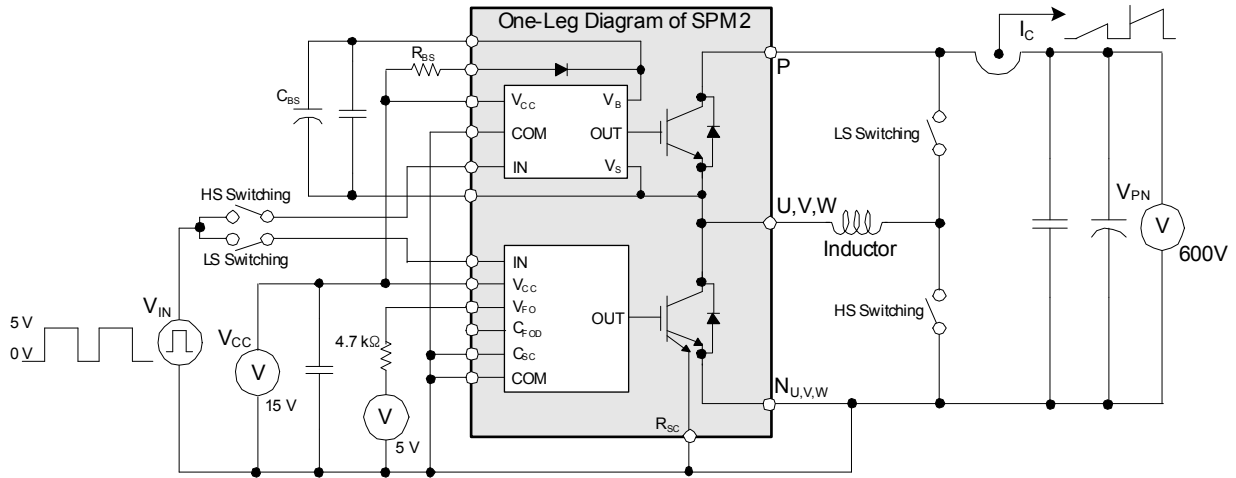 One-Leg Diagram of SPM2
I_C
R_BS
P
C_BS
V_CC
V_B
COM
OUT
V_S
IN
LS Switching
HS Switching
LS Switching
U,V,W
Inductor
V_PN
V
600V
IN
V_CC
V_FO
C_FOD
C_SC
COM
OUT
HS Switching
V_IN
5 V
0 V
V_CC
V
15 V
4.7 kΩ
V
5 V
N_U,V,W
R_SC